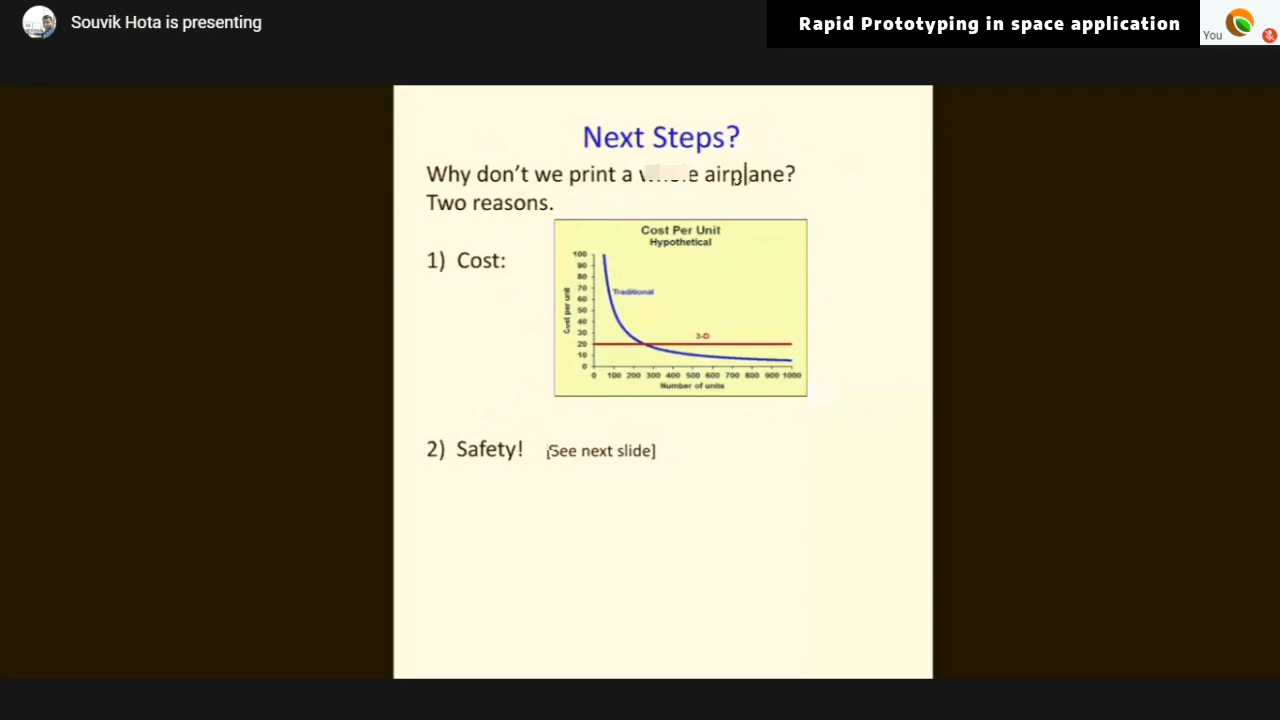 Souvik Hota is presenting
Rapid Prototyping in space application
You
Next Steps?
Why don't we print a airplane?
Two reasons.
1) Cost:
Cost Per Unit
Hypothetical
100
90
80
70
60
50
40
30
20
10
0
Cost per unit
Traditional
3-D
0 100 200 300 400 500 600 700 800 900 1000
Number of units
2) Safety! [See next slide]